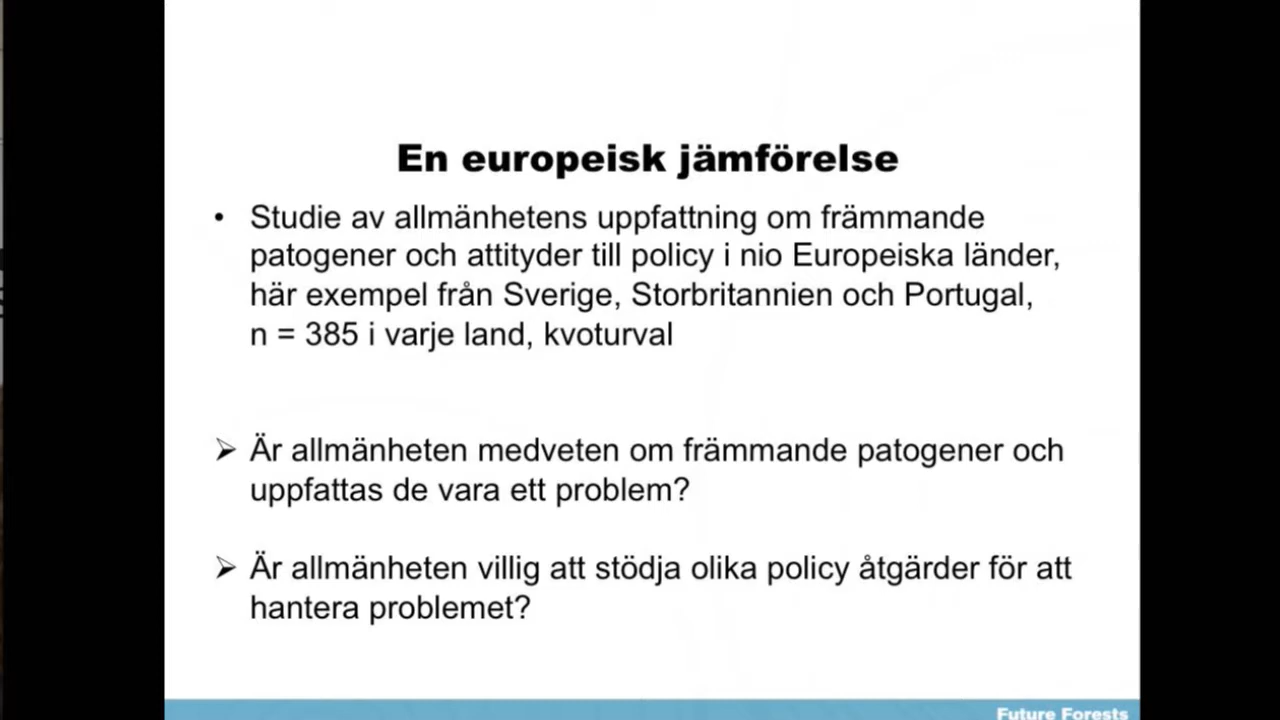 En europeisk jämförelse
• Studie av allmänhetens uppfattning om främmande
patogener och attityder till policy i nio Europeiska länder,
här exempel från Sverige, Storbritannien och Portugal,
n = 385 i varje land, kvoturval
➢ Är allmänheten medveten om främmande patogener och
uppfattas de vara ett problem?
➢ Är allmänheten villig att stödja olika policy åtgärder för att
hantera problemet?
Future Forests